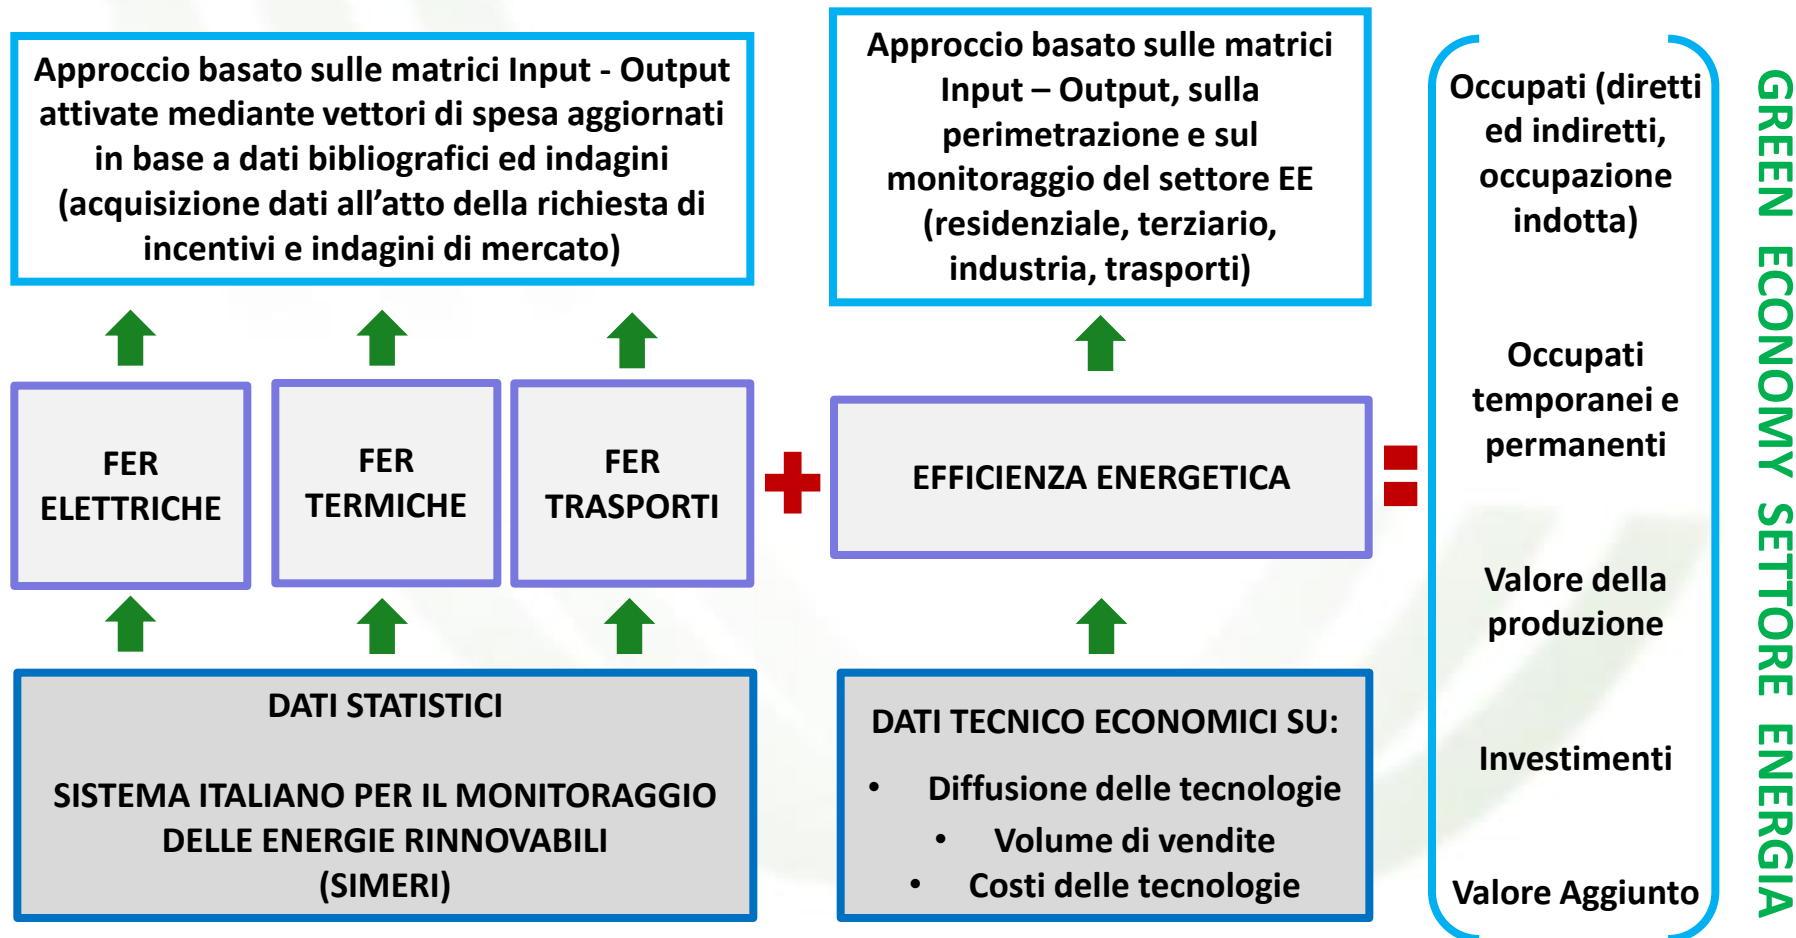 Approccio basato sulle matrici Input - Output
attivate mediante vettori di spesa aggiornati
in base a dati bibliografici ed indagini
(acquisizione dati all’atto della richiesta di
incentivi e indagini di mercato)
Approccio basato sulle matrici
Input – Output, sulla
perimetrazione e sul
monitoraggio del settore EE
(residenziale, terziario,
industria, trasporti)
FER
ELETTRICHE
FER
TERMICHE
FER
TRASPORTI
EFFICIENZA ENERGETICA
DATI STATISTICI
SISTEMA ITALIANO PER IL MONITORAGGIO
DELLE ENERGIE RINNOVABILI
(SIMERI)
DATI TECNICO ECONOMICI SU:
• Diffusione delle tecnologie
• Volume di vendite
• Costi delle tecnologie
Occupati (diretti
ed indiretti,
occupazione
indotta)
Occupati
temporanei e
permanenti
Valore della
produzione
Investimenti
Valore Aggiunto
GREEN ECONOMY SETTORE ENERGIA